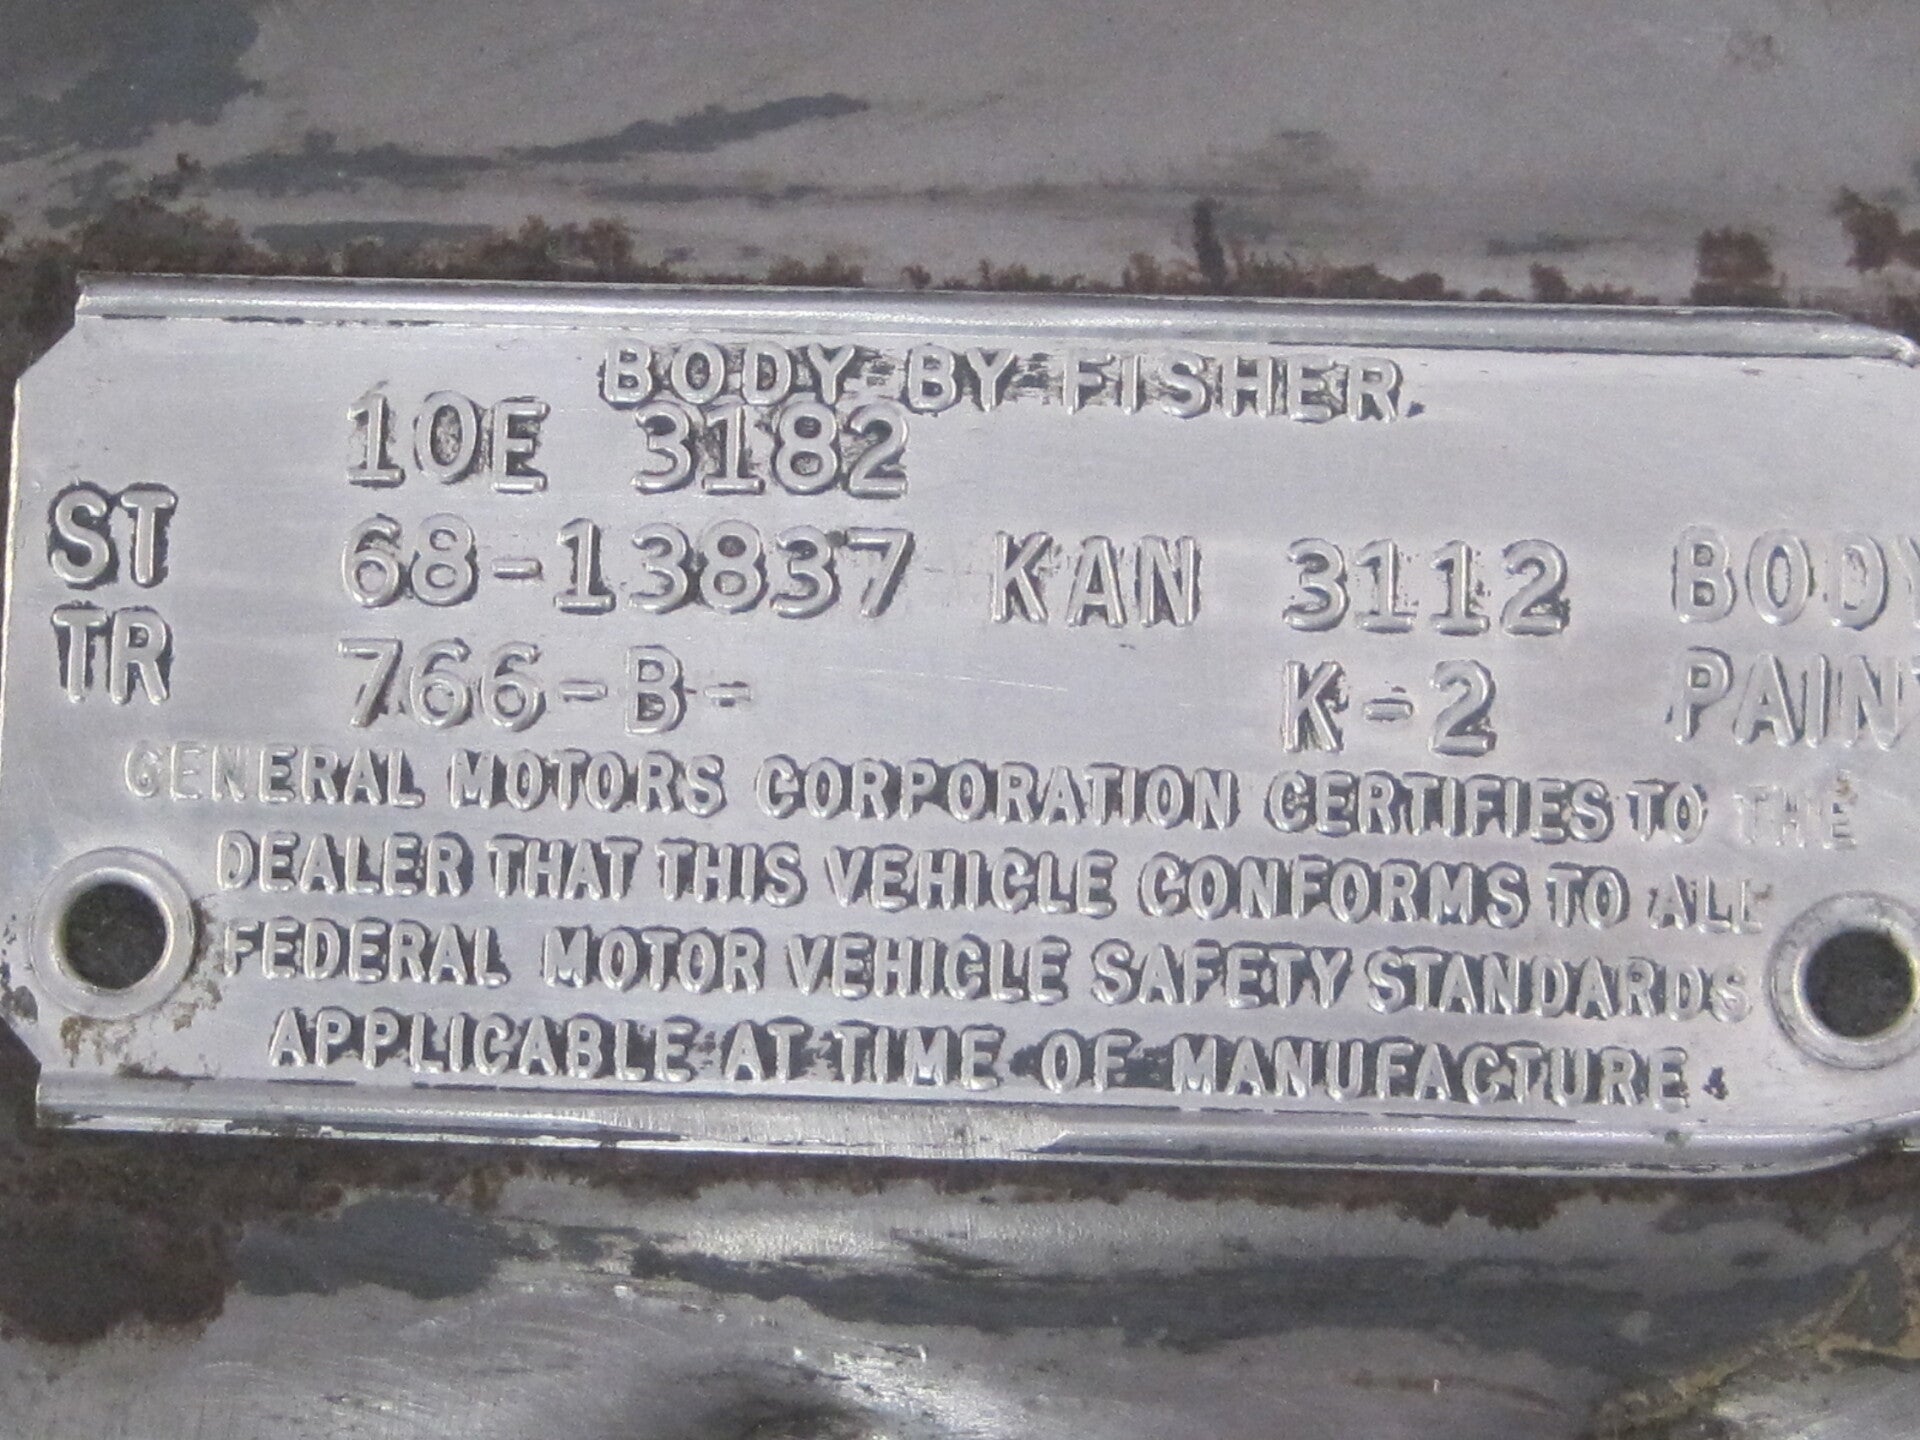 BODY BY FISHER
10E 3182
ST 68-13837 KAN 3112 BODY
TR 766-B- K-2 PAINT
GENERAL MOTORS CORPORATION CERTIFIES TO THE
DEALER THAT THIS VEHICLE CONFORMS TO ALL
FEDERAL MOTOR VEHICLE SAFETY STANDARDS
APPLICABLE AT TIME OF MANUFACTURE.